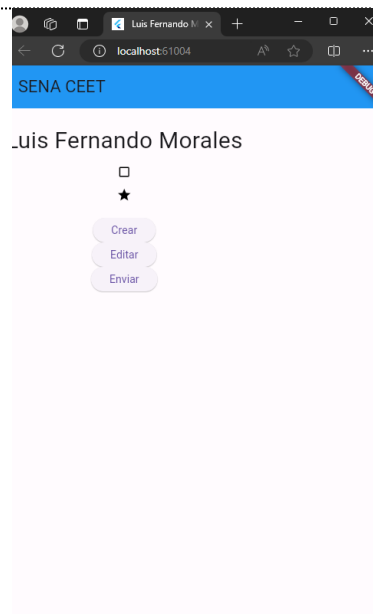 Luis Fernando M
localhost:61004
SENA CEET
DEBUG
Luis Fernando Morales
Crear
Editar
Enviar